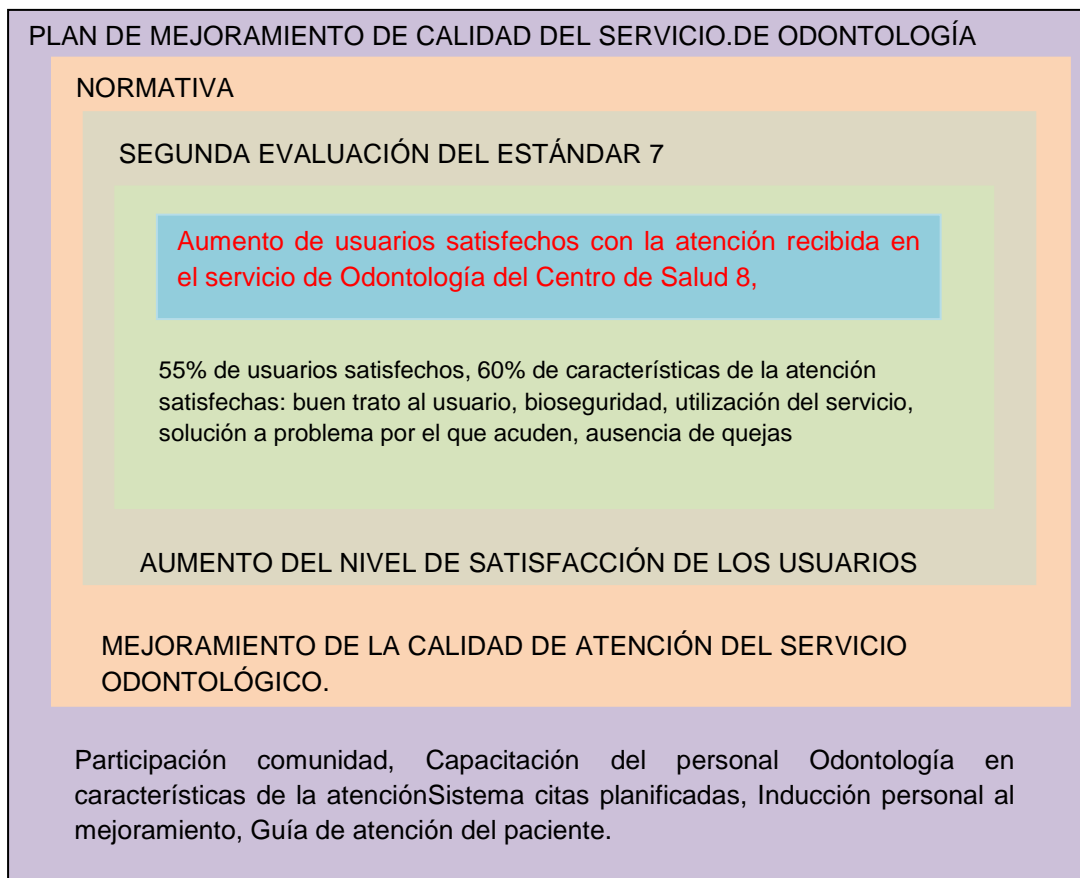 PLAN DE MEJORAMIENTO DE CALIDAD DEL SERVICIO.DE ODONTOLOGÍA
NORMATIVA
SEGUNDA EVALUACIÓN DEL ESTÁNDAR 7
Aumento de usuarios satisfechos con la atención recibida en
el servicio de Odontología del Centro de Salud 8,
55% de usuarios satisfechos, 60% de características de la atención
satisfechas: buen trato al usuario, bioseguridad, utilización del servicio,
solución a problema por el que acuden, ausencia de quejas
AUMENTO DEL NIVEL DE SATISFACCIÓN DE LOS USUARIOS
MEJORAMIENTO DE LA CALIDAD DE ATENCIÓN DEL SERVICIO
ODONTOLÓGICO.
Participación comunidad, Capacitación del personal Odontología en
características de la atenciónSistema citas planificadas, Inducción personal al
mejoramiento, Guía de atención del paciente.